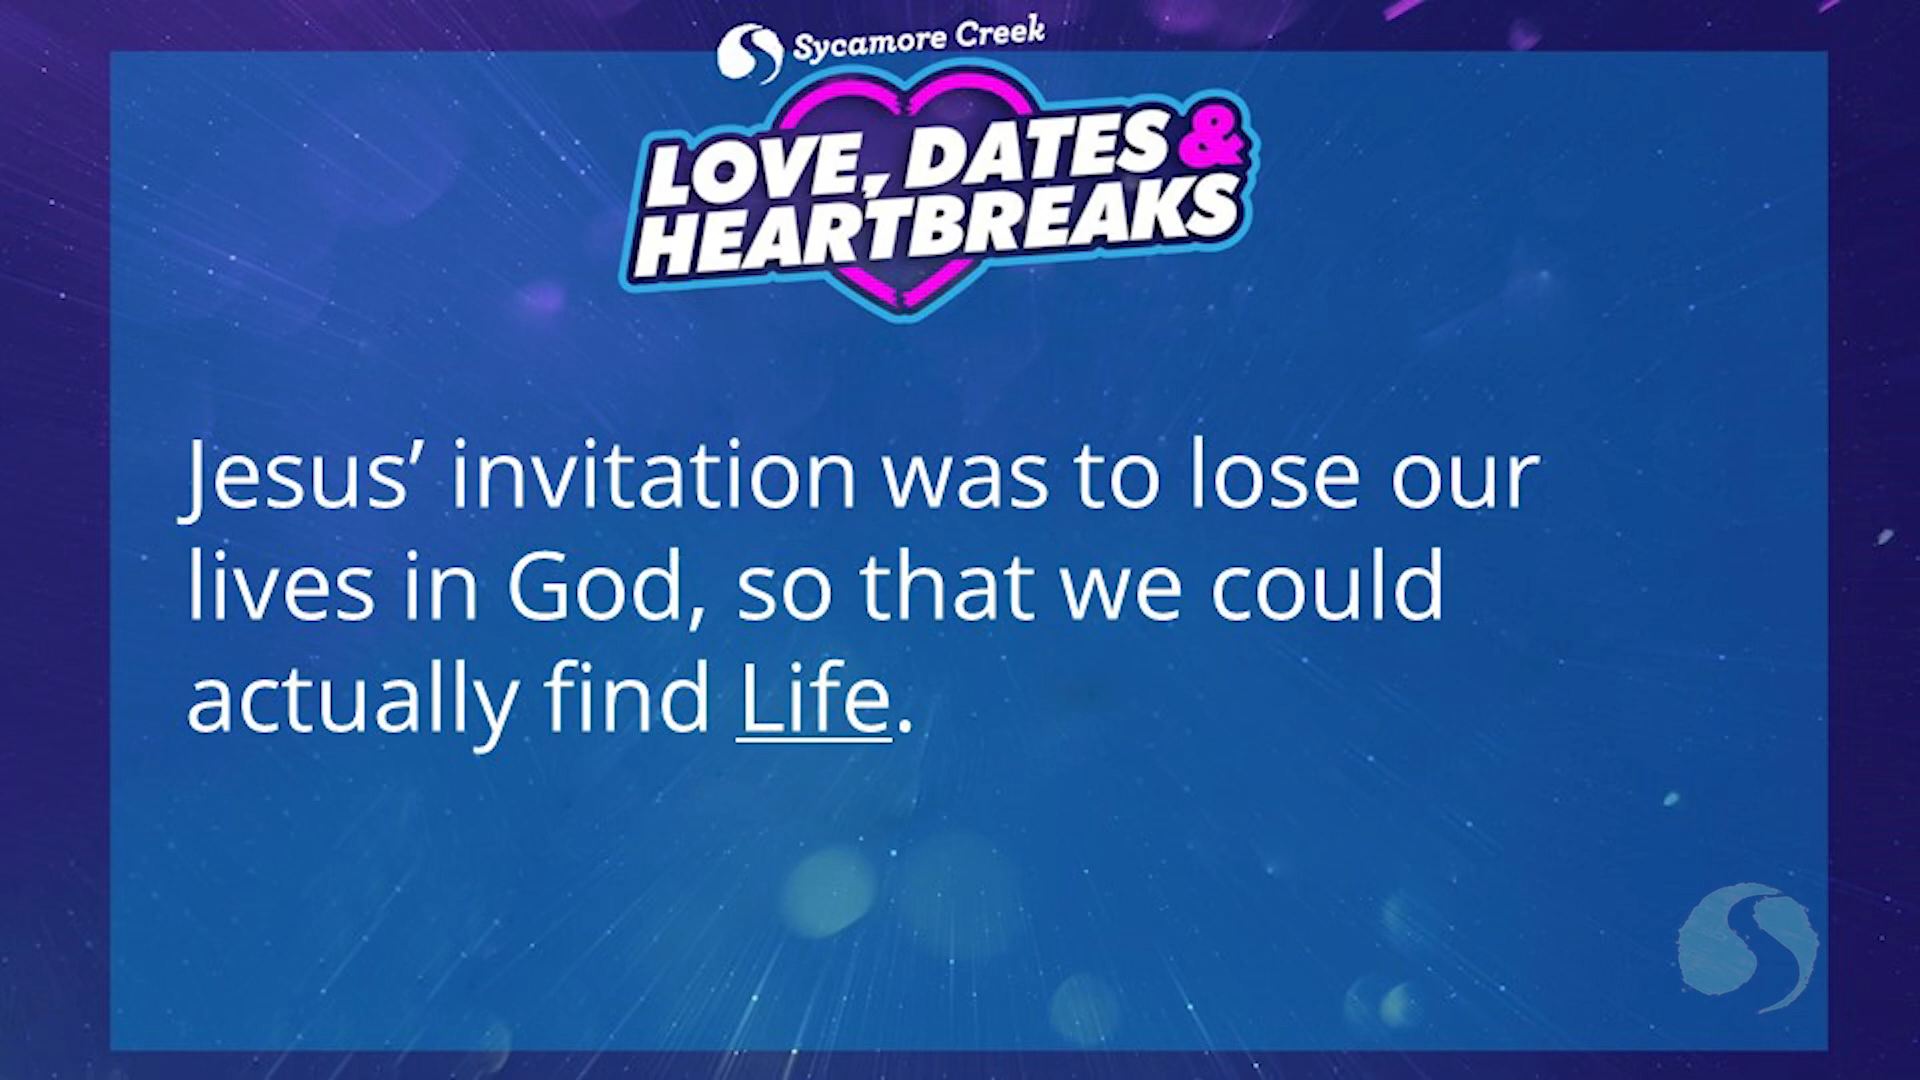 Sycamore Creek
LOVE, DATES &
HEARTBREAKS
Jesus’ invitation was to lose our
lives in God, so that we could
actually find Life.